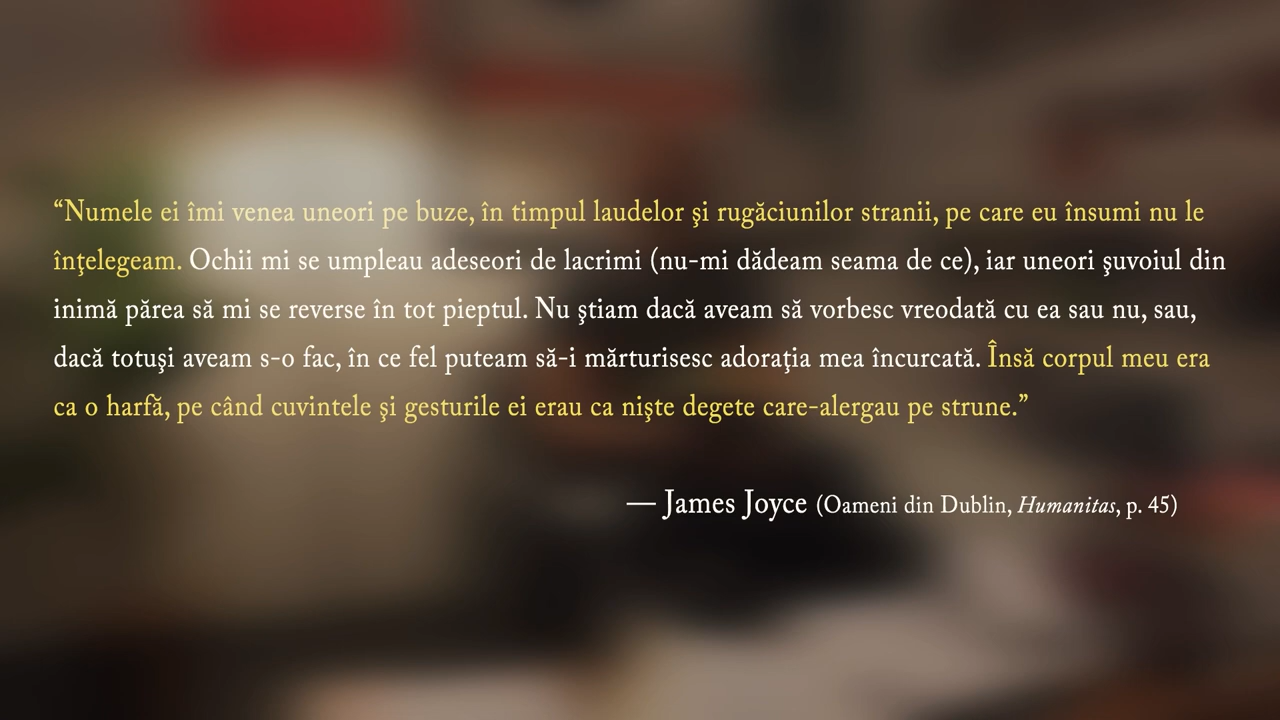 “Numele ei îmi venea uneori pe buze, în timpul laudelor şi rugăciunilor stranii, pe care eu însumi nu le
înţelegeam. Ochii mi se umpleau adeseori de lacrimi (nu-mi dădeam seama de ce), iar uneori şuvoiul din
inimă părea să mi se reverse în tot pieptul. Nu ştiam dacă aveam să vorbesc vreodată cu ea sau nu, sau,
dacă totuşi aveam s-o fac, în ce fel puteam să-i mărturisesc adoraţia mea încurcată. Însă corpul meu era
ca o harfă, pe când cuvintele şi gesturile ei erau ca nişte degete care-alergau pe strune.”
— James Joyce (Oameni din Dublin, Humanitas, p. 45)